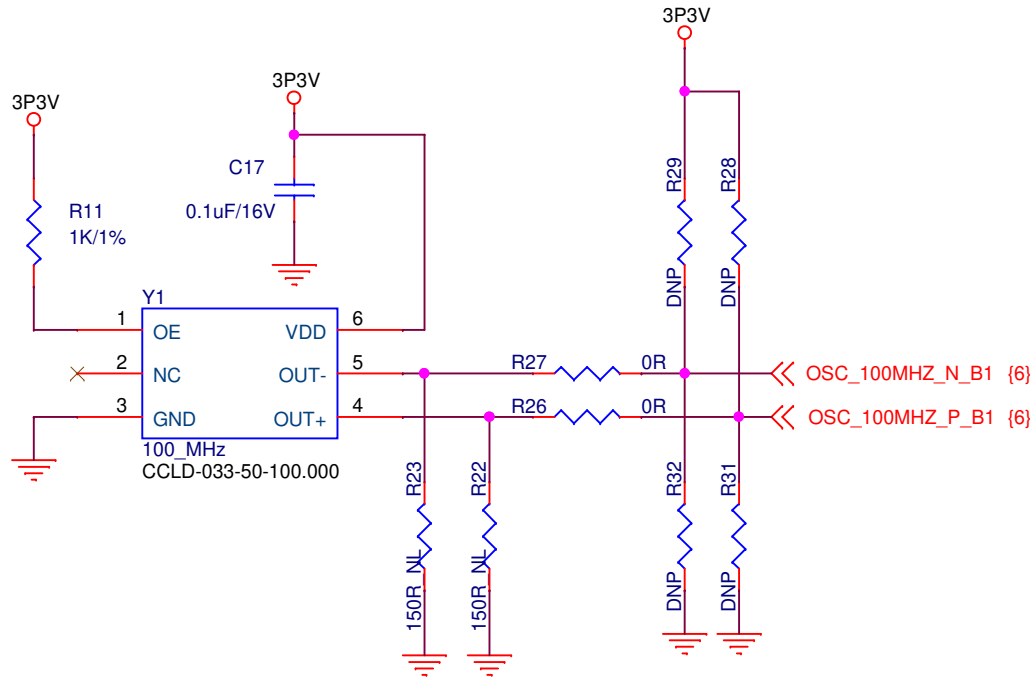 3P3V
3P3V
3P3V
C17
0.1uF/16V
R11
1K/1%
R29
R28
DNP
DNP
Y1
1 OE VDD 6
2 NC OUT- 5
3 GND OUT+ 4
100_MHz
CCLD-033-50-100.000
R27 0R OSC_100MHZ_N_B1 {6}
R26 0R OSC_100MHZ_P_B1 {6}
R23
R22
R32
R31
150R_NL
150R_NL
DNP
DNP